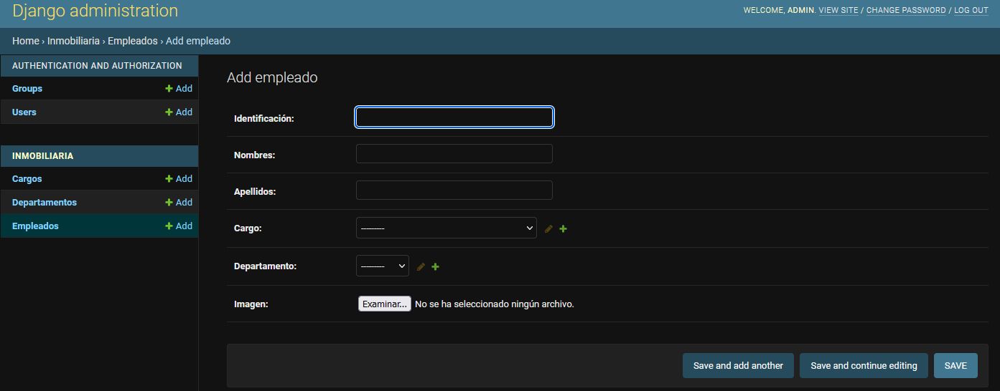 Django administration
WELCOME, ADMIN. VIEW SITE / CHANGE PASSWORD / LOG OUT
Home › Inmobiliaria › Empleados › Add empleado
AUTHENTICATION AND AUTHORIZATION
Groups + Add
Users + Add
INMOBILIARIA
Cargos + Add
Departamentos + Add
Empleados + Add
Add empleado
Identificación:
Nombres:
Apellidos:
Cargo: ---------
Departamento: ---------
Imagen: Examinar... No se ha seleccionado ningún archivo.
Save and add another Save and continue editing SAVE